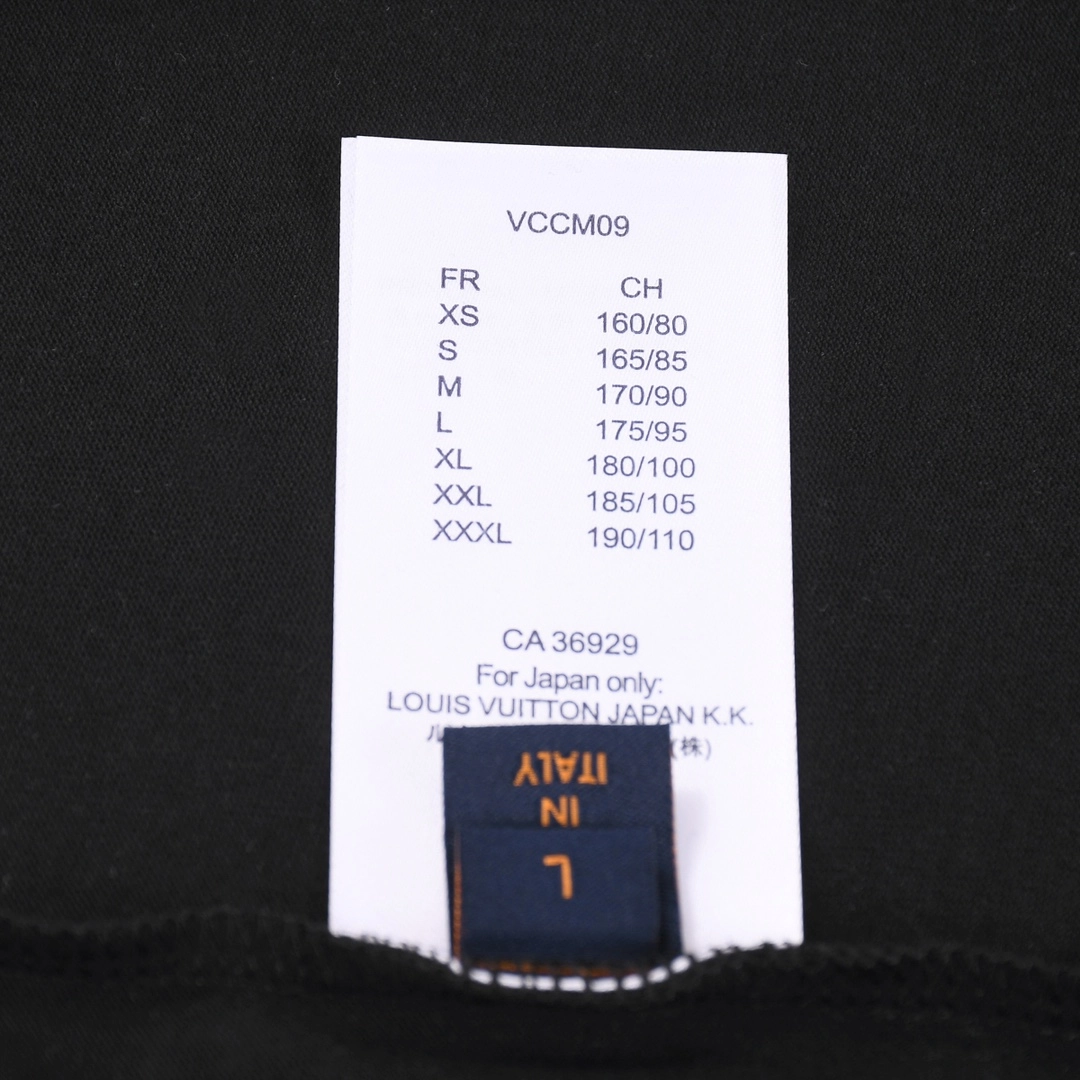 VCCM09
FR CH
XS 160/80
S 165/85
M 170/90
L 175/95
XL 180/100
XXL 185/105
XXXL 190/110
CA 36929
For Japan only:
LOUIS VUITTON JAPAN K.K.
(株)
ITALY
IN
L